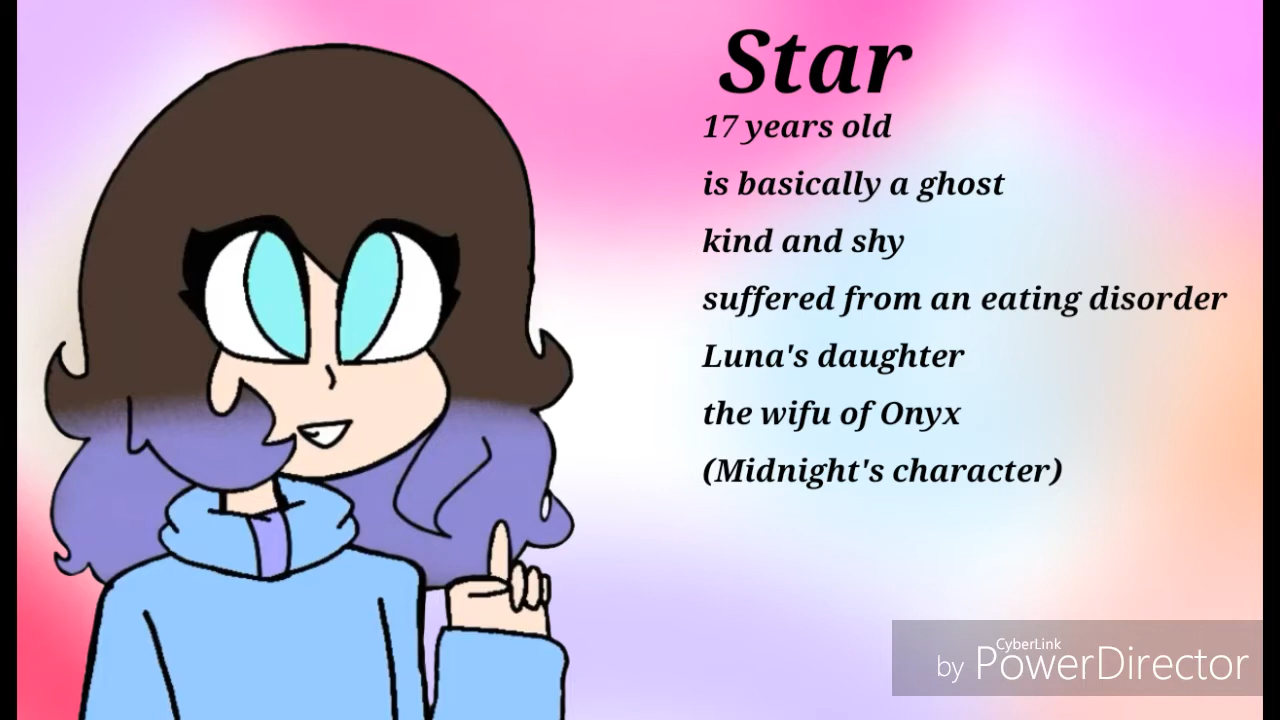 Star
17 years old
is basically a ghost
kind and shy
suffered from an eating disorder
Luna's daughter
the wifu of Onyx
(Midnight's character)
CyberLink
by PowerDirector